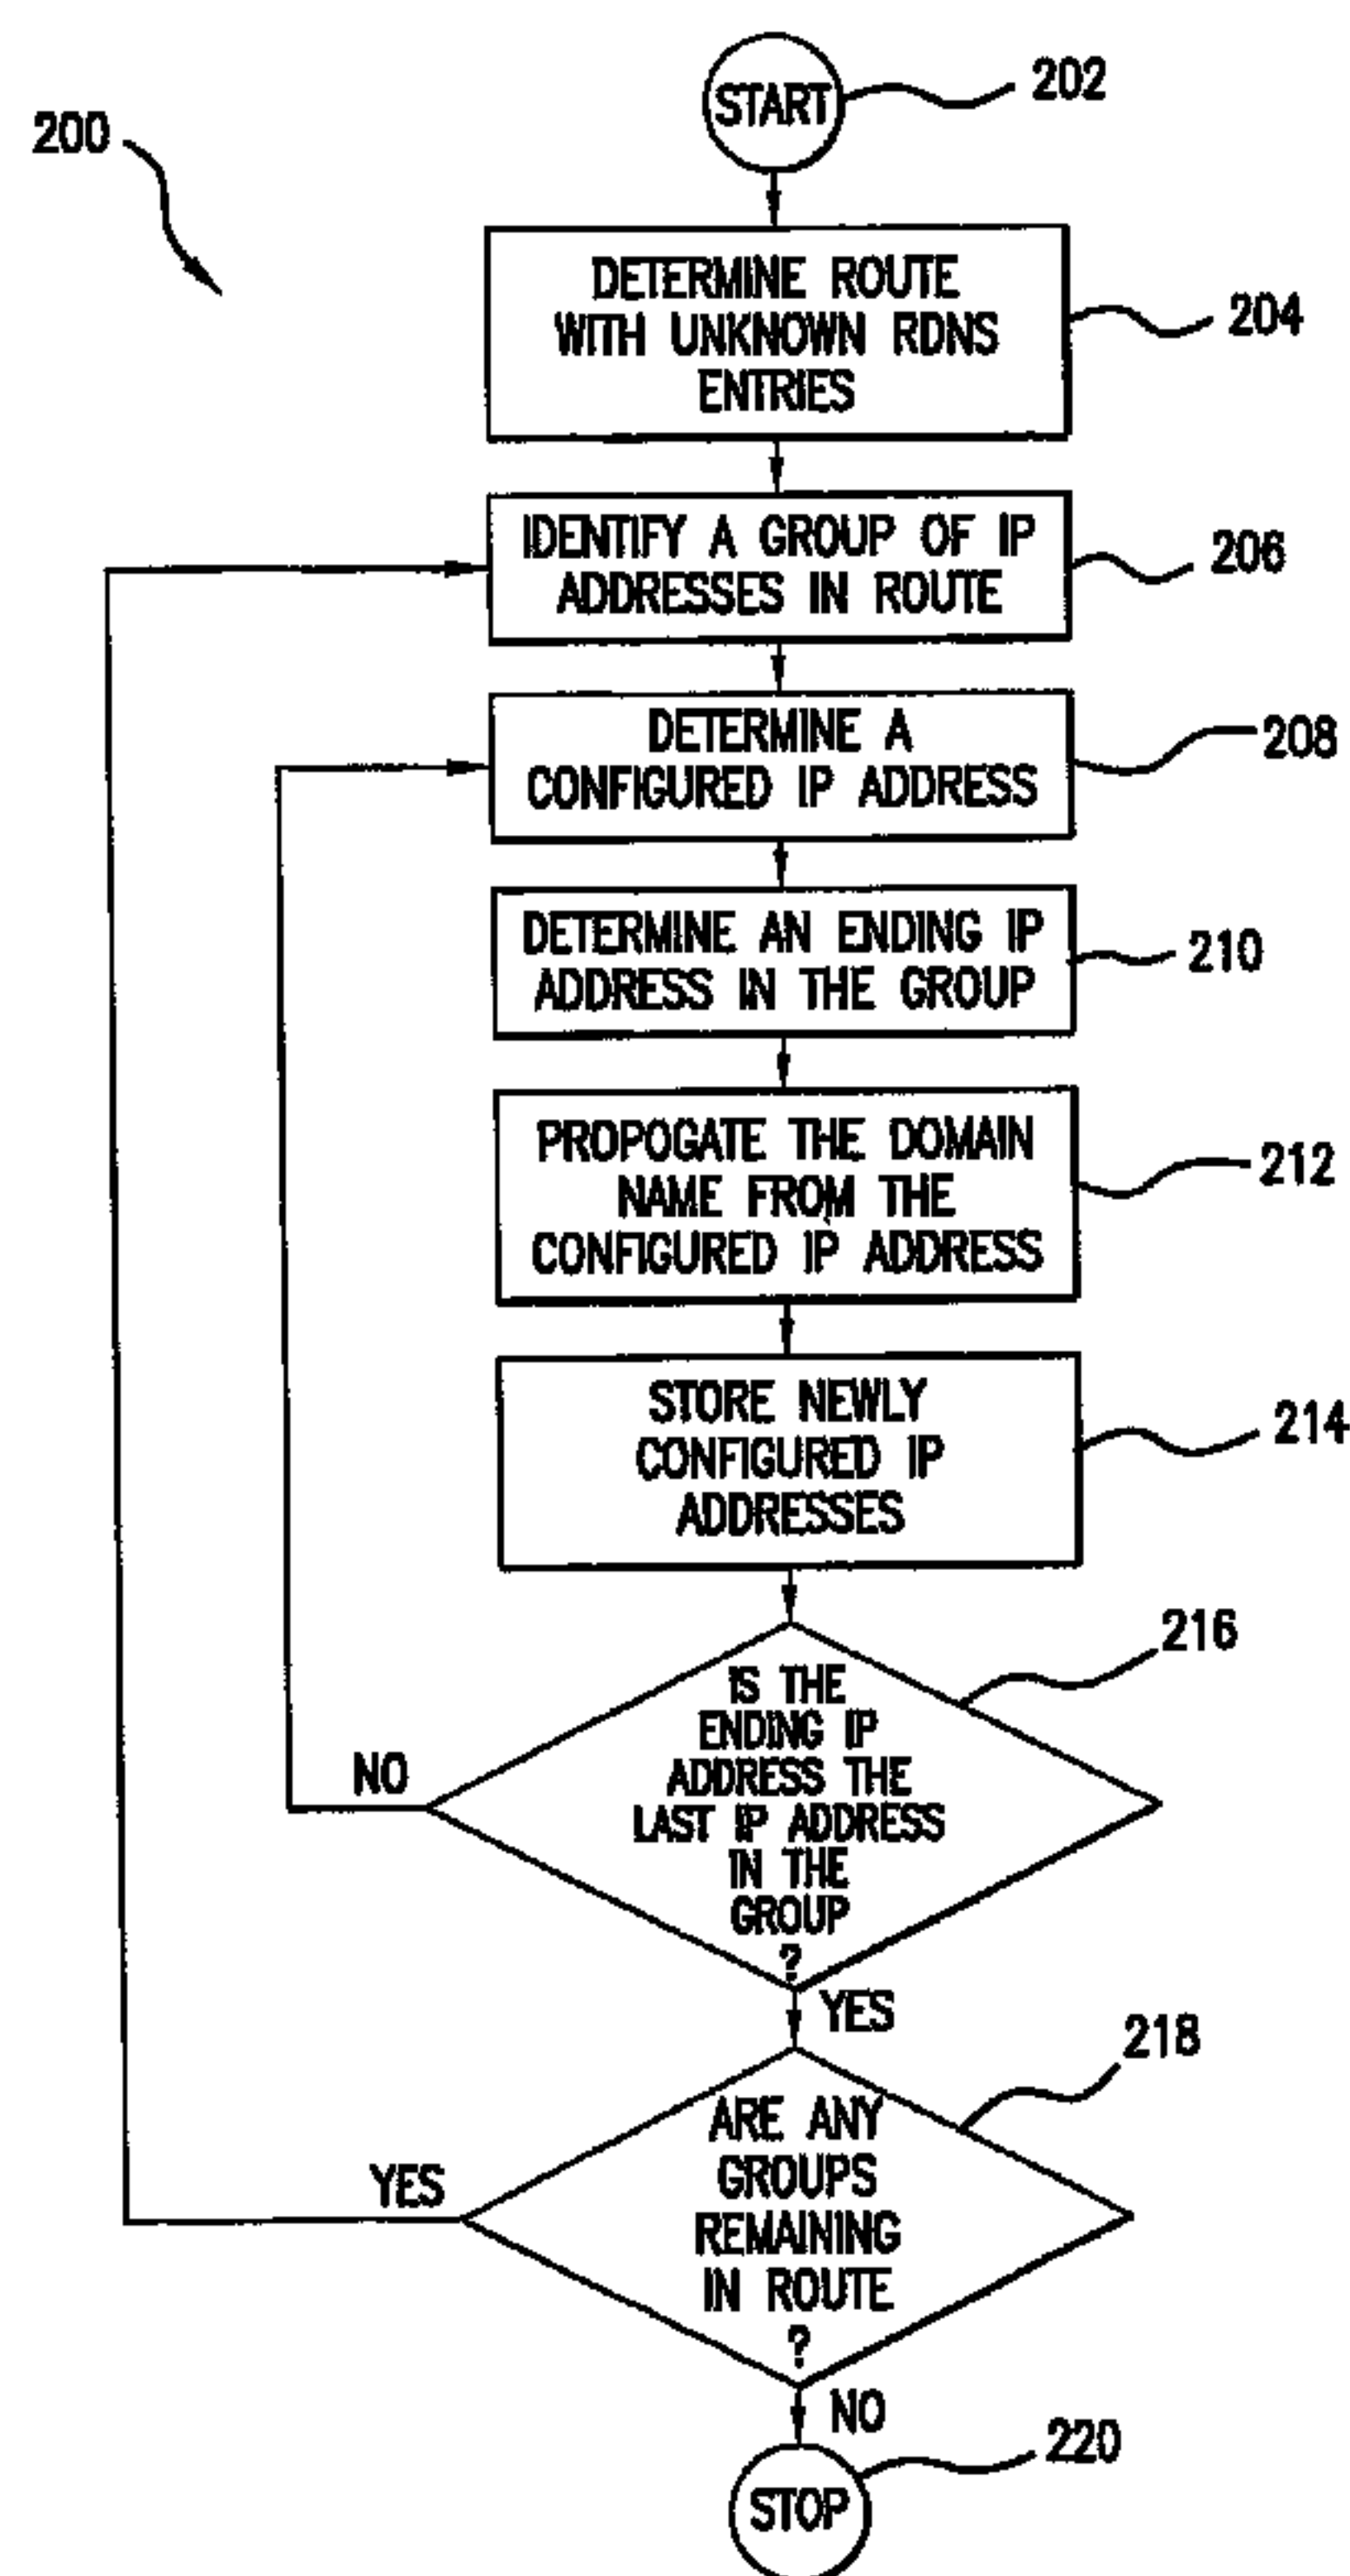 START
202
200
DETERMINE ROUTE
WITH UNKNOWN RDNS
ENTRIES
204
IDENTIFY A GROUP OF IP
ADDRESSES IN ROUTE
206
DETERMINE A
CONFIGURED IP ADDRESS
208
DETERMINE AN ENDING IP
ADDRESS IN THE GROUP
210
PROPOGATE THE DOMAIN
NAME FROM THE
CONFIGURED IP ADDRESS
212
STORE NEWLY
CONFIGURED IP
ADDRESSES
214
216
IS THE
ENDING IP
ADDRESS THE
LAST IP ADDRESS
IN THE
GROUP
?
NO
YES
218
ARE ANY
GROUPS
REMAINING
IN ROUTE
?
YES
NO
220
STOP